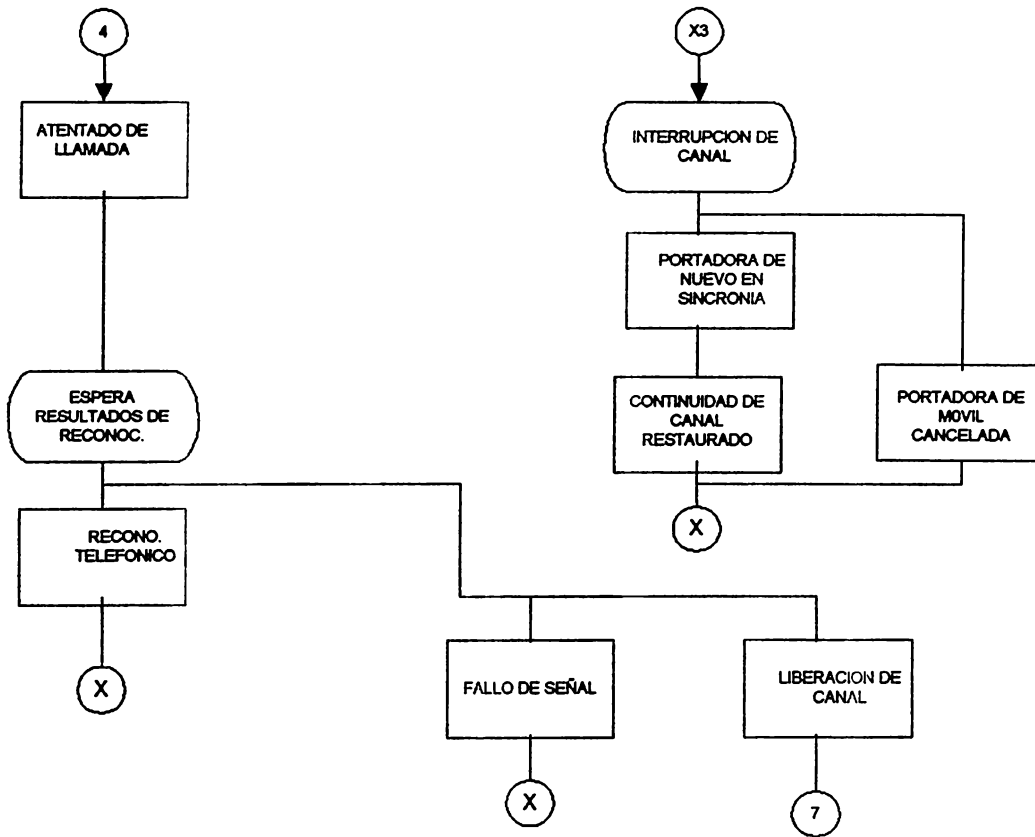 4
ATENTADO DE
LLAMADA
ESPERA
RESULTADOS DE
RECONOC.
RECONO.
TELEFONICO
X
FALLO DE SEÑAL
X
LIBERACION DE
CANAL
7
X3
INTERRUPCION DE
CANAL
PORTADORA DE
NUEVO EN
SINCRONIA
CONTINUIDAD DE
CANAL
RESTAURADO
PORTADORA DE
MOVIL
CANCELADA
X